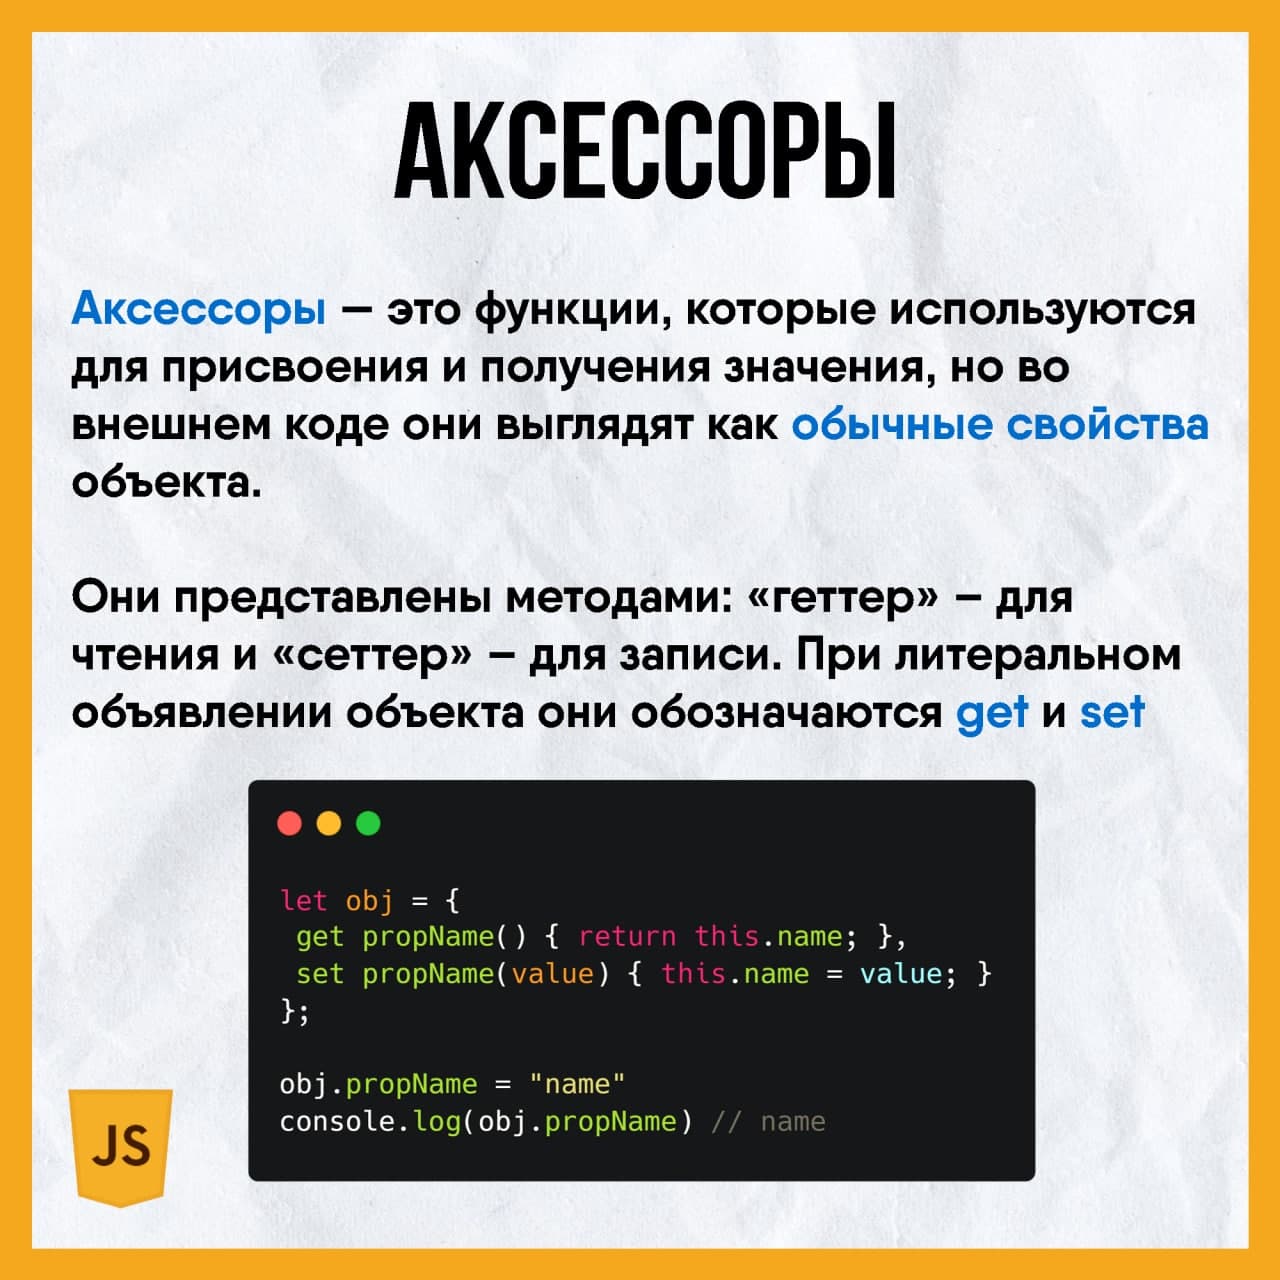 АКСЕССОРЫ
Аксессоры — это функции, которые используются
для присвоения и получения значения, но во
внешнем коде они выглядят как обычные свойства
объекта.
Они представлены методами: «геттер» – для
чтения и «сеттер» – для записи. При литеральном
объявлении объекта они обозначаются get и set
let obj = {
 get propName() { return this.name; },
 set propName(value) { this.name = value; }
};
obj.propName = "name"
console.log(obj.propName) // name
JS